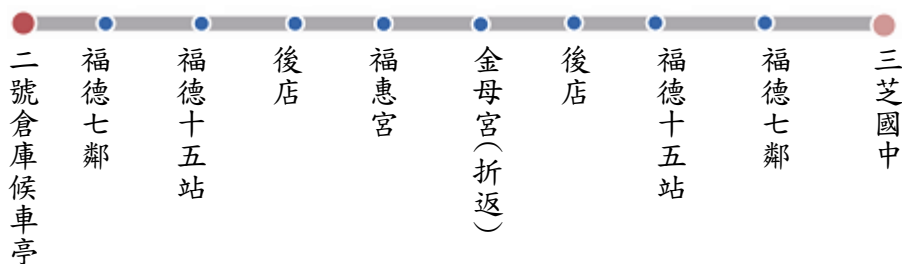 二號倉庫候車亭
福德七鄰
福德十五站
後店
福惠宮
金母宮(折返)
後店
福德十五站
福德七鄰
三芝國中